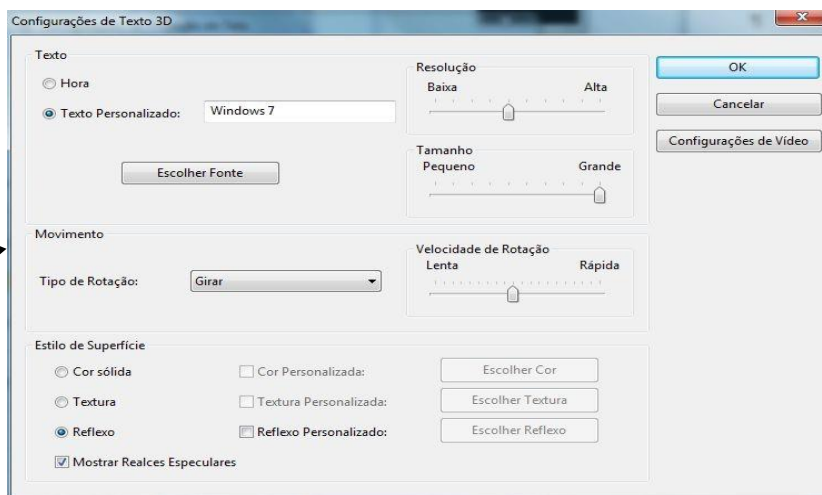 Configurações de Texto 3D
Texto
Hora
Texto Personalizado: Windows 7
Escolher Fonte
Resolução
Baixa Alta
Tamanho
Pequeno Grande
OK
Cancelar
Configurações de Vídeo
Movimento
Tipo de Rotação: Girar
Velocidade de Rotação
Lenta Rápida
Estilo de Superfície
Cor sólida Cor Personalizada: Escolher Cor
Textura Textura Personalizada: Escolher Textura
Reflexo Reflexo Personalizado: Escolher Reflexo
Mostrar Realces Especulares